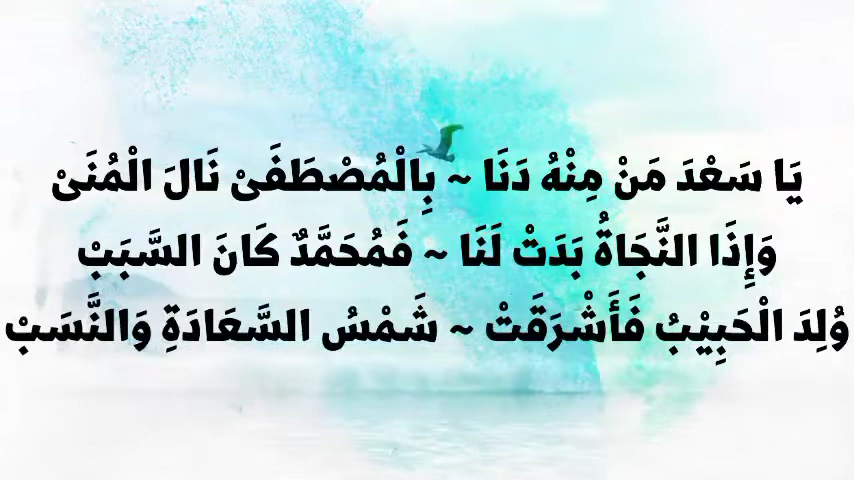 يَا سَعْدَ مَنْ مِنْهُ دَنَا ~ بِالْمُصْطَفَىْ نَالَ الْمُنَىْ
وَإِذَا النَّجَاةُ بَدَتْ لَنَا ~ فَمُحَمَّدٌ كَانَ السَّبَبْ
وُلِدَ الْحَبِيْبُ فَأَشْرَقَتْ ~ شَمْسُ السَّعَادَةِ وَالنَّسَبْ